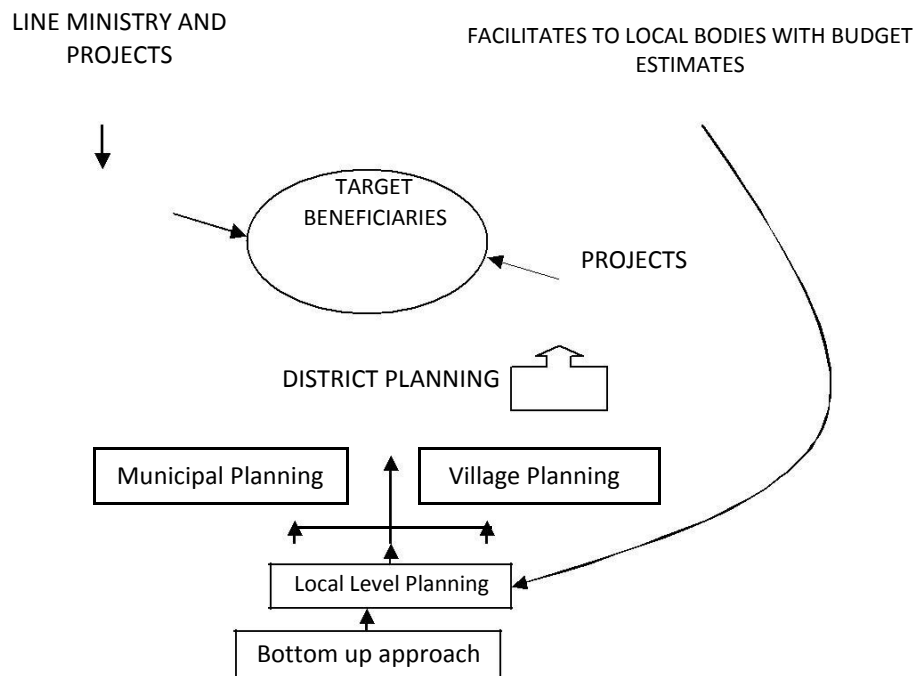 LINE MINISTRY AND
PROJECTS
FACILITATES TO LOCAL BODIES WITH BUDGET
ESTIMATES
TARGET
BENEFICIARIES
PROJECTS
DISTRICT PLANNING
Municipal Planning
Village Planning
Local Level Planning
Bottom up approach